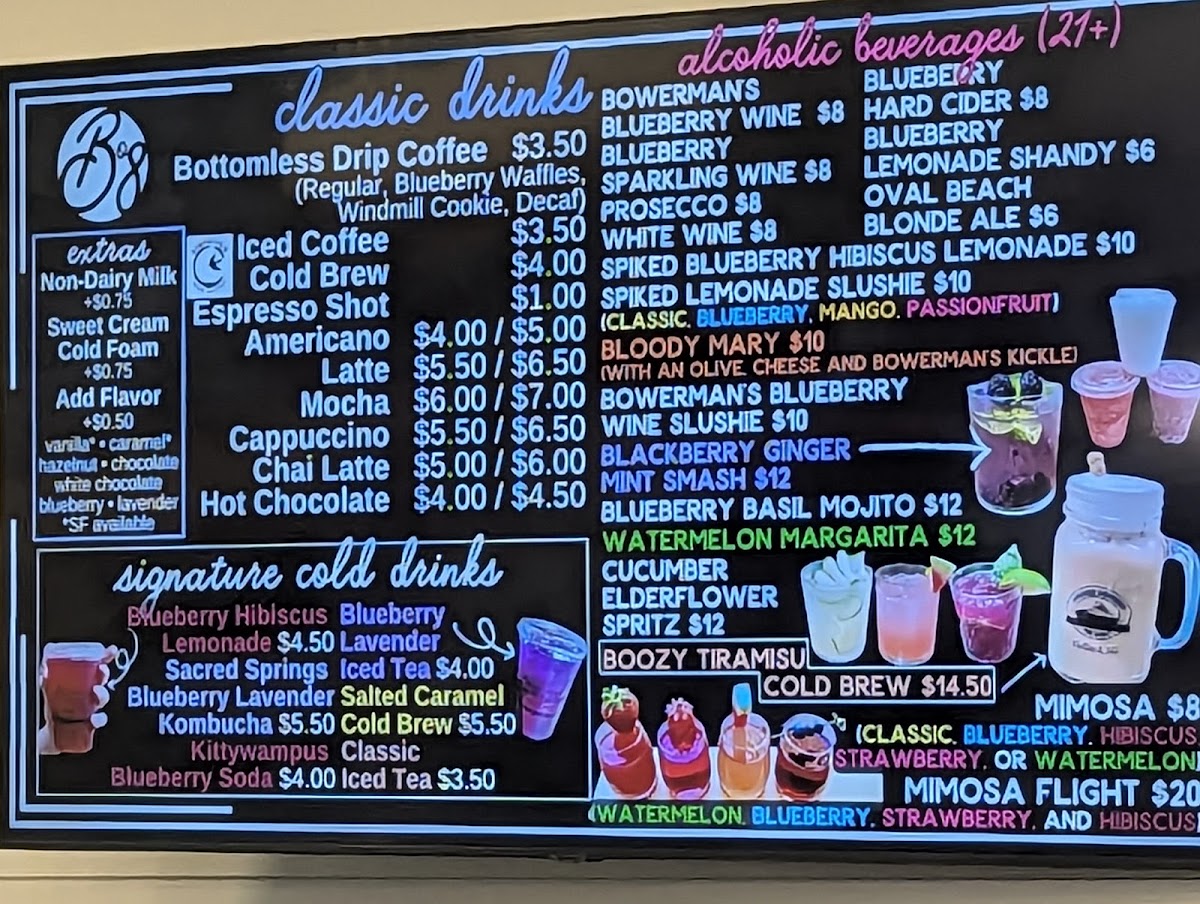 B&8
classic drinks
Bottomless Drip Coffee $3.50
(Regular, Blueberry Waffles,
Windmill Cookie, Decaf)
Iced Coffee $3.50
Cold Brew $4.00
Espresso Shot $1.00
Americano $4.00 / $5.00
Latte $5.50 / $6.50
Mocha $6.00 / $7.00
Cappuccino $5.50 / $6.50
Chai Latte $5.00 / $6.00
Hot Chocolate $4.00 / $4.50
extras
Non-Dairy Milk
+$0.75
Sweet Cream
Cold Foam
+$0.75
Add Flavor
+$0.50
vanilla* • caramel*
hazelnut • chocolate
white chocolate
blueberry • lavender
*SF available
signature cold drinks
Blueberry Hibiscus
Lemonade $4.50
Sacred Springs
Blueberry Lavender
Kombucha $5.50
Kittywampus
Blueberry Soda $4.00
Blueberry
Lavender
Iced Tea $4.00
Salted Caramel
Cold Brew $5.50
Classic
Iced Tea $3.50
alcoholic beverages (21+)
BOWERMAN'S
BLUEBERRY WINE $8
BLUEBERRY
SPARKLING WINE $8
PROSECCO $8
WHITE WINE $8
BLUEBERRY
HARD CIDER $8
BLUEBERRY
LEMONADE SHANDY $6
OVAL BEACH
BLONDE ALE $6
SPIKED BLUEBERRY HIBISCUS LEMONADE $10
SPIKED LEMONADE SLUSHIE $10
(CLASSIC, BLUEBERRY, MANGO, PASSIONFRUIT)
BLOODY MARY $10
(WITH AN OLIVE, CHEESE AND BOWERMAN'S KICKLE)
BOWERMAN'S BLUEBERRY
WINE SLUSHIE $10
BLACKBERRY GINGER
MINT SMASH $12
BLUEBERRY BASIL MOJITO $12
WATERMELON MARGARITA $12
CUCUMBER
ELDERFLOWER
SPRITZ $12
BOOZY TIRAMISU
COLD BREW $14.50
MIMOSA $8
(CLASSIC, BLUEBERRY, HIBISCUS
STRAWBERRY, OR WATERMELON)
MIMOSA FLIGHT $20
(WATERMELON, BLUEBERRY, STRAWBERRY, AND HIBISCUS)